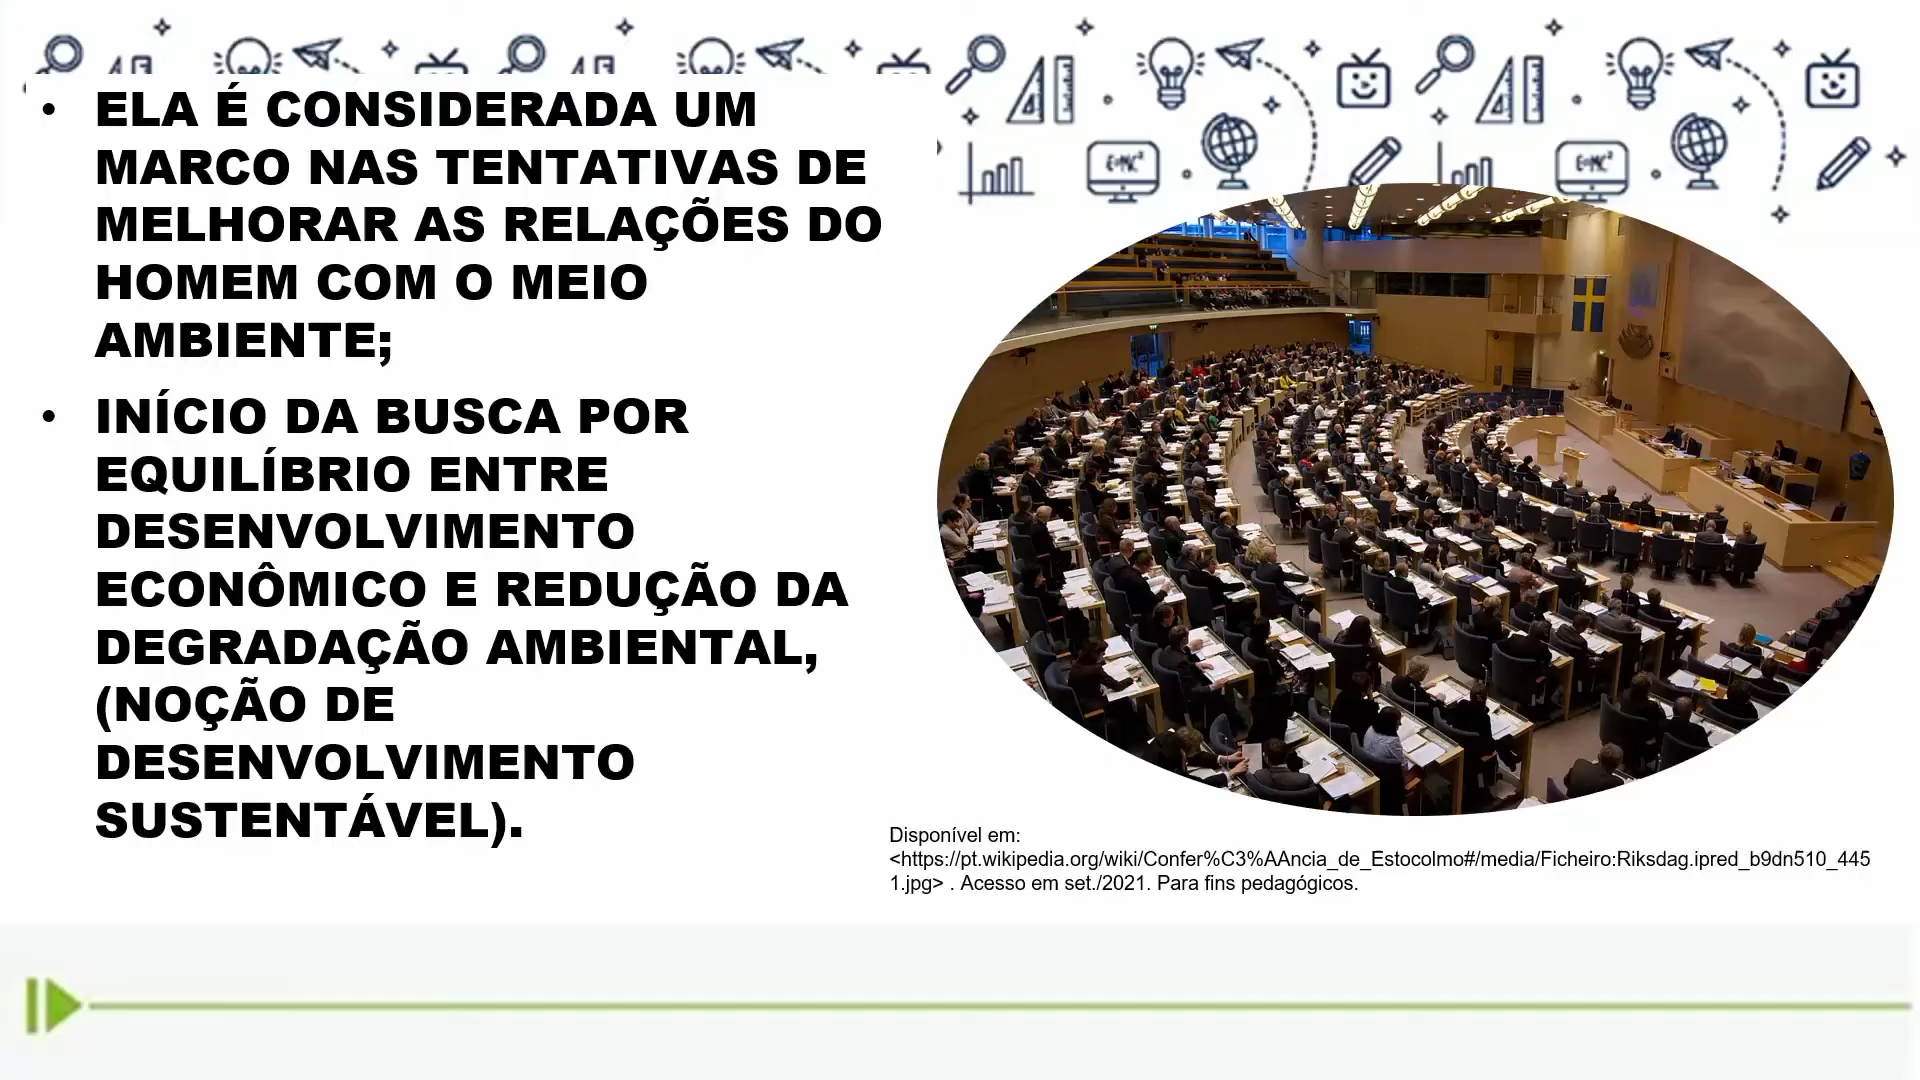 • ELA É CONSIDERADA UM
MARCO NAS TENTATIVAS DE
MELHORAR AS RELAÇÕES DO
HOMEM COM O MEIO
AMBIENTE;
• INÍCIO DA BUSCA POR
EQUILÍBRIO ENTRE
DESENVOLVIMENTO
ECONÔMICO E REDUÇÃO DA
DEGRADAÇÃO AMBIENTAL,
(NOÇÃO DE
DESENVOLVIMENTO
SUSTENTÁVEL).
E=MC²
E=MC²
Disponível em:
<https://pt.wikipedia.org/wiki/Confer%C3%AAncia_de_Estocolmo#/media/Ficheiro:Riksdag.ipred_b9dn510_445
1.jpg> . Acesso em set./2021. Para fins pedagógicos.